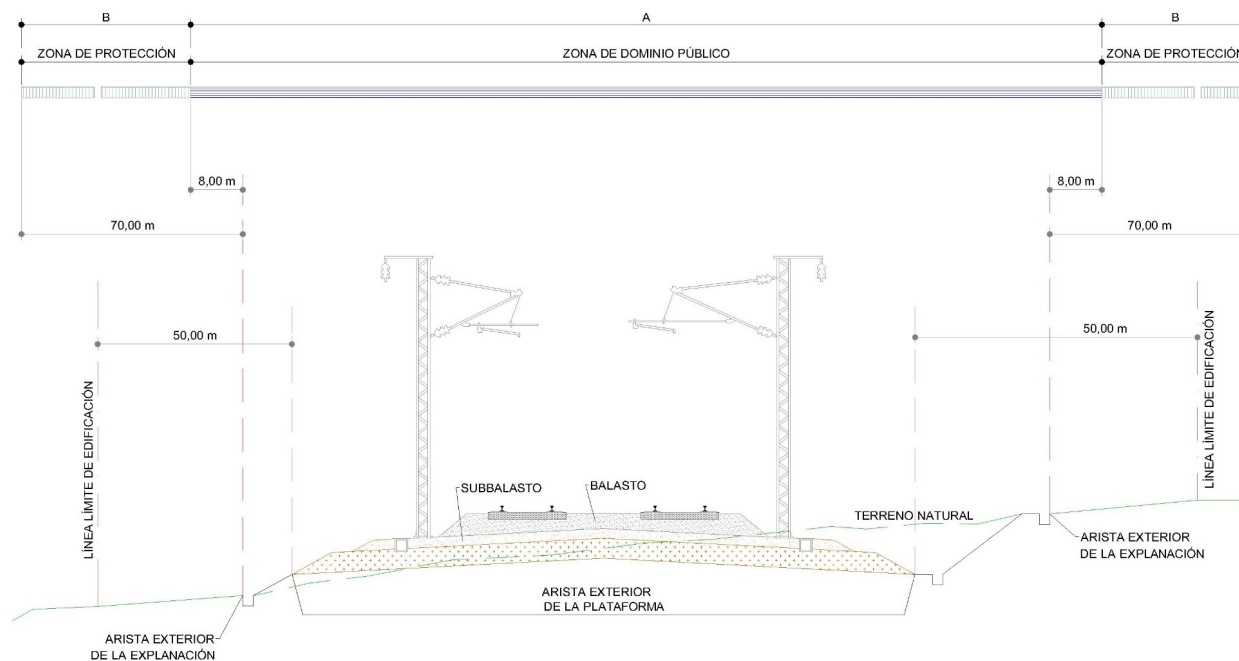 B
A
B
ZONA DE PROTECCIÓN
ZONA DE DOMINIO PÚBLICO
ZONA DE PROTECCIÓN
8,00 m
8,00 m
70,00 m
70,00 m
50,00 m
50,00 m
LÍNEA LÍMITE DE EDIFICACIÓN
LÍNEA LÍMITE DE EDIFICACIÓN
SUBBALASTO
BALASTO
TERRENO NATURAL
ARISTA EXTERIOR
DE LA EXPLANACIÓN
ARISTA EXTERIOR
DE LA PLATAFORMA
ARISTA EXTERIOR
DE LA EXPLANACIÓN